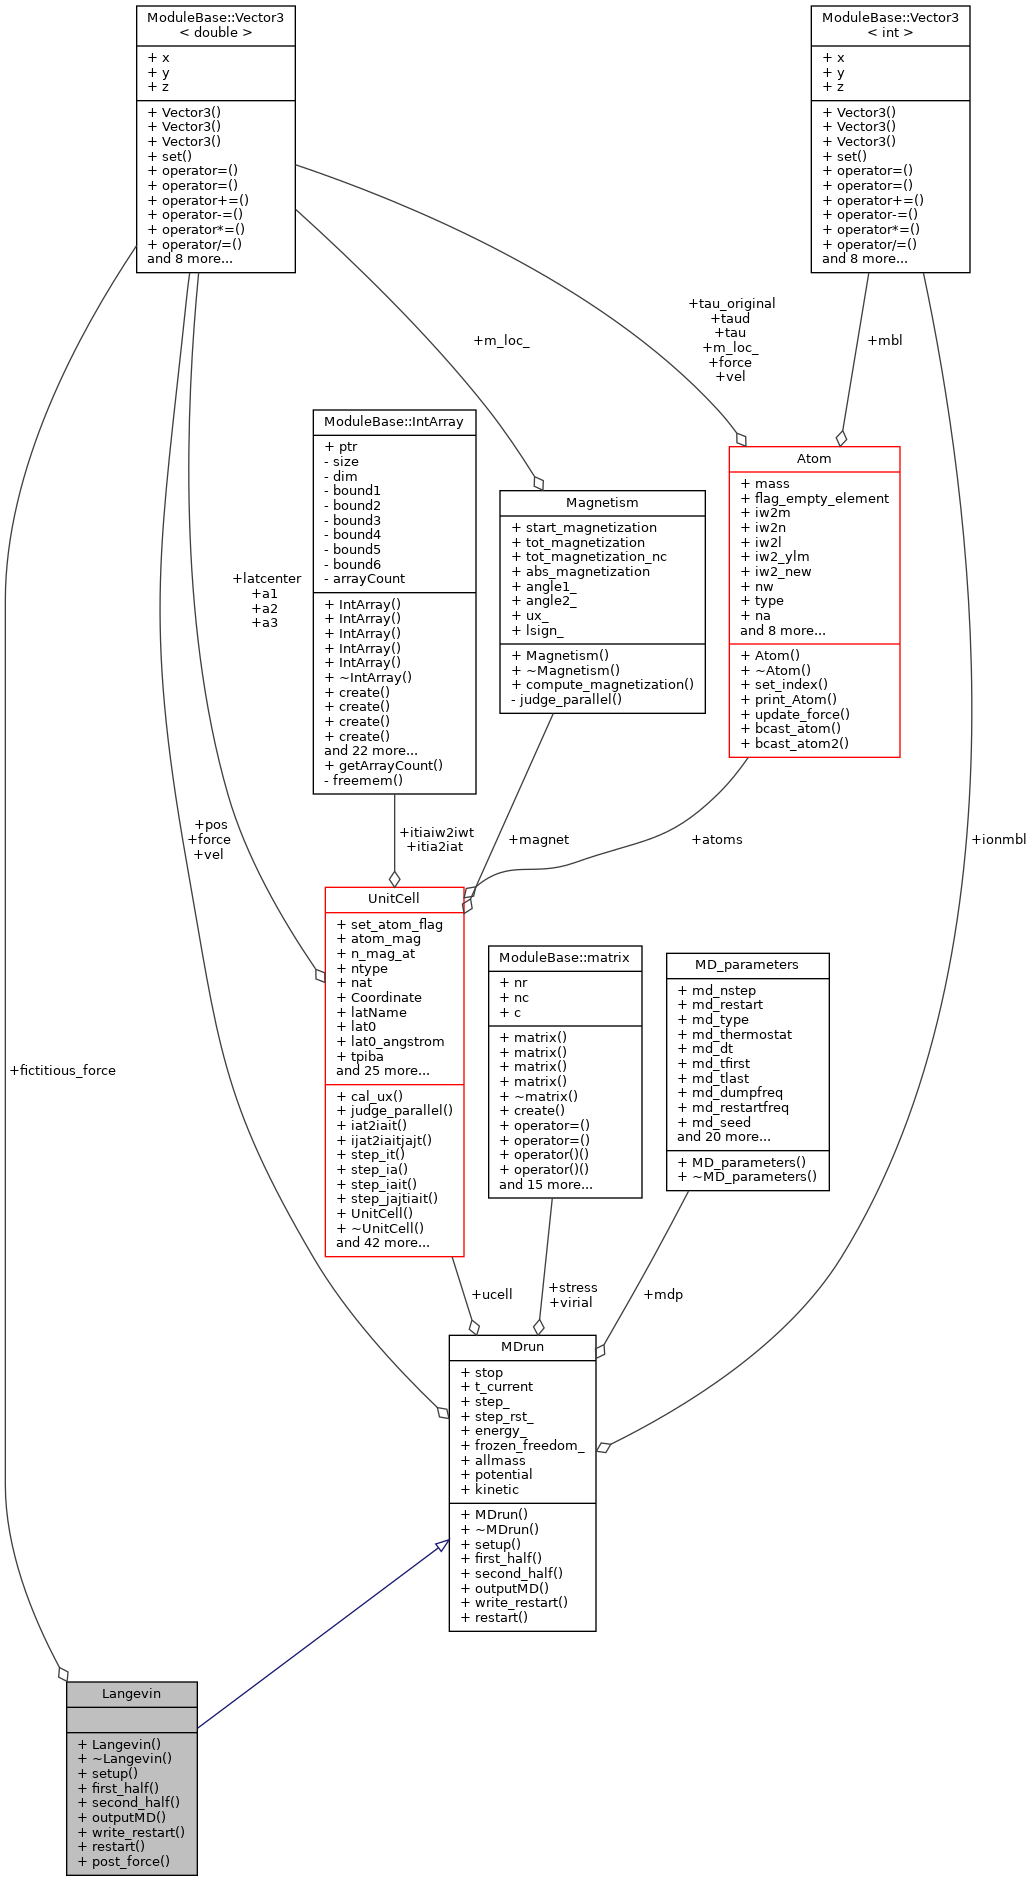 ModuleBase::Vector3
< double >
+ x
+ y
+ z
+ Vector3()
+ Vector3()
+ Vector3()
+ set()
+ operator=()
+ operator=()
+ operator+=()
+ operator-=()
+ operator*=()
+ operator/=()
and 8 more...
ModuleBase::Vector3
< int >
+ x
+ y
+ z
+ Vector3()
+ Vector3()
+ Vector3()
+ set()
+ operator=()
+ operator=()
+ operator+=()
+ operator-=()
+ operator*=()
+ operator/=()
and 8 more...
+tau_original
+taud
+tau
+m_loc_
+force
+vel
+m_loc_
+mbl
ModuleBase::IntArray
+ ptr
- size
- dim
- bound1
- bound2
- bound3
- bound4
- bound5
- bound6
- arrayCount
+ IntArray()
+ IntArray()
+ IntArray()
+ IntArray()
+ IntArray()
+ ~IntArray()
+ create()
+ create()
+ create()
+ create()
and 22 more...
+ getArrayCount()
- freemem()
Magnetism
+ start_magnetization
+ tot_magnetization
+ tot_magnetization_nc
+ abs_magnetization
+ angle1_
+ angle2_
+ ux_
+ lsign_
+ Magnetism()
+ ~Magnetism()
+ compute_magnetization()
- judge_parallel()
Atom
+ mass
+ flag_empty_element
+ iw2m
+ iw2n
+ iw2l
+ iw2_ylm
+ iw2_new
+ nw
+ type
+ na
and 8 more...
+ Atom()
+ ~Atom()
+ set_index()
+ print_Atom()
+ update_force()
+ bcast_atom()
+ bcast_atom2()
+latcenter
+a1
+a2
+a3
+pos
+force
+vel
+itiaiw2iwt
+itia2iat
+magnet
+atoms
+ionmbl
UnitCell
+ set_atom_flag
+ atom_mag
+ n_mag_at
+ ntype
+ nat
+ Coordinate
+ latName
+ lat0
+ lat0_angstrom
+ tpiba
and 25 more...
+ cal_ux()
+ judge_parallel()
+ iat2iait()
+ ijat2iaitjajt()
+ step_it()
+ step_ia()
+ step_iait()
+ step_jajtiait()
+ UnitCell()
+ ~UnitCell()
and 42 more...
ModuleBase::matrix
+ nr
+ nc
+ c
+ matrix()
+ matrix()
+ matrix()
+ matrix()
+ ~matrix()
+ create()
+ operator=()
+ operator=()
+ operator()()
+ operator()()
and 15 more...
MD_parameters
+ md_nstep
+ md_restart
+ md_type
+ md_thermostat
+ md_dt
+ md_tfirst
+ md_tlast
+ md_dumpfreq
+ md_restartfreq
+ md_seed
and 20 more...
+ MD_parameters()
+ ~MD_parameters()
+fictitious_force
+ucell
+stress
+virial
+mdp
MDrun
+ stop
+ t_current
+ step_
+ step_rst_
+ energy_
+ frozen_freedom_
+ allmass
+ potential
+ kinetic
+ MDrun()
+ ~MDrun()
+ setup()
+ first_half()
+ second_half()
+ outputMD()
+ write_restart()
+ restart()
Langevin
+ Langevin()
+ ~Langevin()
+ setup()
+ first_half()
+ second_half()
+ outputMD()
+ write_restart()
+ restart()
+ post_force()